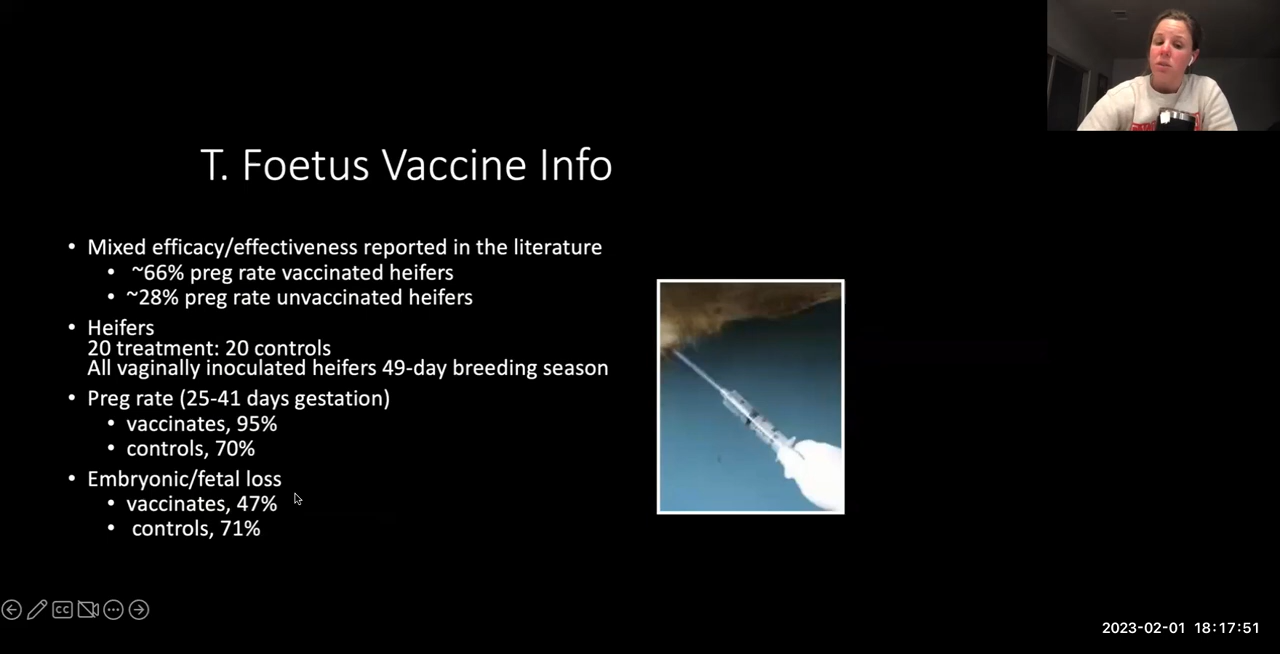 T. Foetus Vaccine Info
• Mixed efficacy/effectiveness reported in the literature
• ~66% preg rate vaccinated heifers
• ~28% preg rate unvaccinated heifers
• Heifers
20 treatment: 20 controls
All vaginally inoculated heifers 49-day breeding season
• Preg rate (25-41 days gestation)
• vaccinates, 95%
• controls, 70%
• Embryonic/fetal loss
• vaccinates, 47%
• controls, 71%
CC
2023-02-01 18:17:51